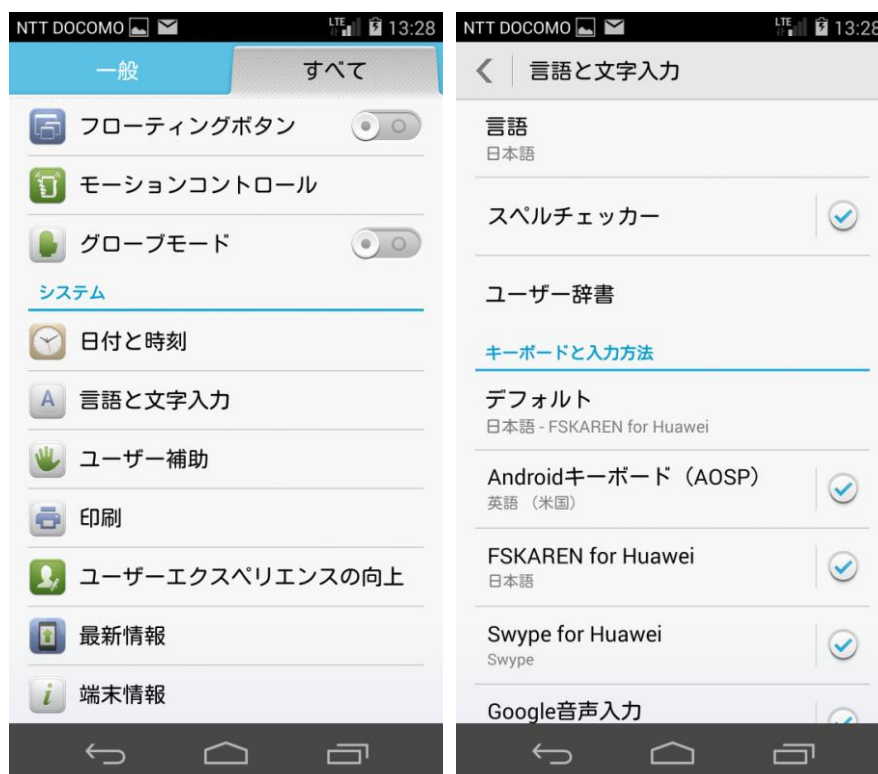 NTT DOCOMO LTE 13:28
一般 すべて
フローティングボタン
モーションコントロール
グローブモード
システム
日付と時刻
A 言語と文字入力
ユーザー補助
印刷
ユーザーエクスペリエンスの向上
最新情報
i 端末情報
NTT DOCOMO LTE 13:28
言語と文字入力
言語
日本語
スペルチェッカー
ユーザー辞書
キーボードと入力方法
デフォルト
日本語 - FSKAREN for Huawei
Androidキーボード（AOSP）
英語 （米国）
FSKAREN for Huawei
日本語
Swype for Huawei
Swype
Google音声入力